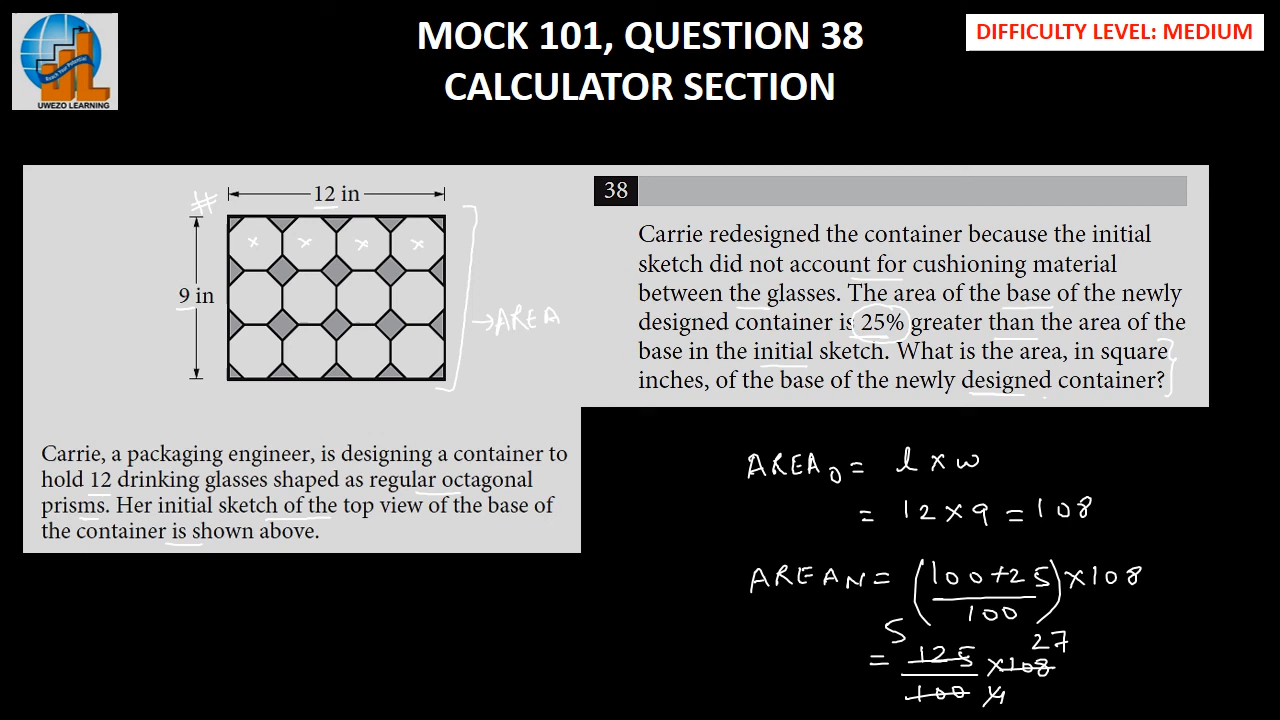 MOCK 101, QUESTION 38
CALCULATOR SECTION
DIFFICULTY LEVEL: MEDIUM
Reach Your Potential
UWEZO LEARNING
#
12 in
x x x x
9 in
→AREA
Carrie, a packaging engineer, is designing a container to
hold 12 drinking glasses shaped as regular octagonal
prisms. Her initial sketch of the top view of the base of
the container is shown above.
38
Carrie redesigned the container because the initial
sketch did not account for cushioning material
between the glasses. The area of the base of the newly
designed container is 25% greater than the area of the
base in the initial sketch. What is the area, in square
inches, of the base of the newly designed container?
AREA₀ = l x w
= 12 x 9 = 108
AREA N = (100+25/100) x 108
5 27
= 125/100 x 108
4